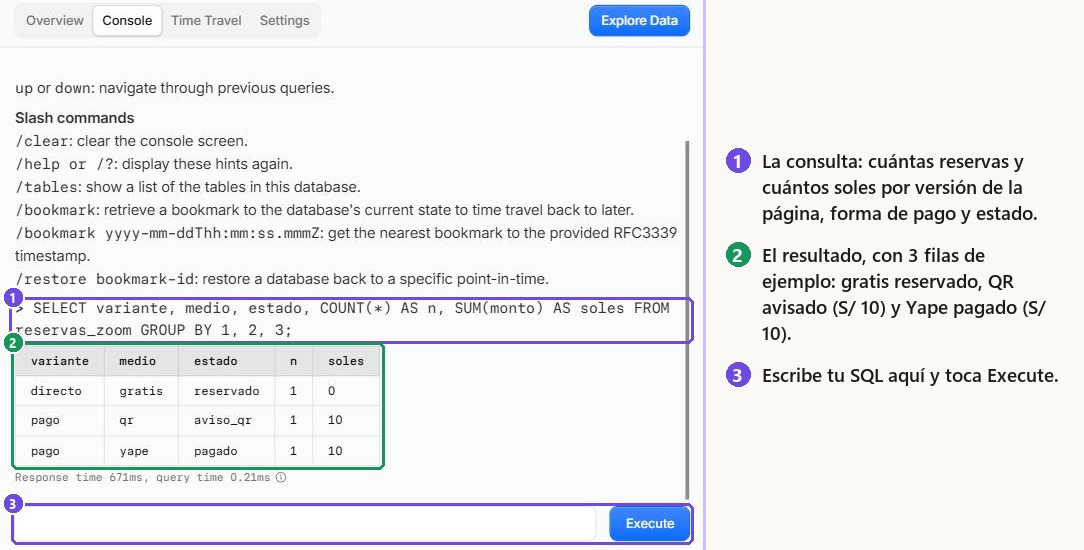 Overview Console Time Travel Settings Explore Data
up or down: navigate through previous queries.
Slash commands
/clear: clear the console screen.
/help or /?: display these hints again.
/tables: show a list of the tables in this database.
/bookmark: retrieve a bookmark to the database's current state to time travel back to later.
/bookmark yyyy-mm-ddThh:mm:ss.mmmZ: get the nearest bookmark to the provided RFC3339
timestamp.
/restore bookmark-id: restore a database back to a specific point-in-time.
1
> SELECT variante, medio, estado, COUNT(*) AS n, SUM(monto) AS soles FROM
reservas_zoom GROUP BY 1, 2, 3;
2
variante medio estado n soles
directo gratis reservado 1 0
pago qr aviso_qr 1 10
pago yape pagado 1 10
Response time 671ms, query time 0.21ms
3
Execute
1 La consulta: cuántas reservas y
cuántos soles por versión de la
página, forma de pago y estado.
2 El resultado, con 3 filas de
ejemplo: gratis reservado, QR
avisado (S/ 10) y Yape pagado (S/
10).
3 Escribe tu SQL aquí y toca Execute.